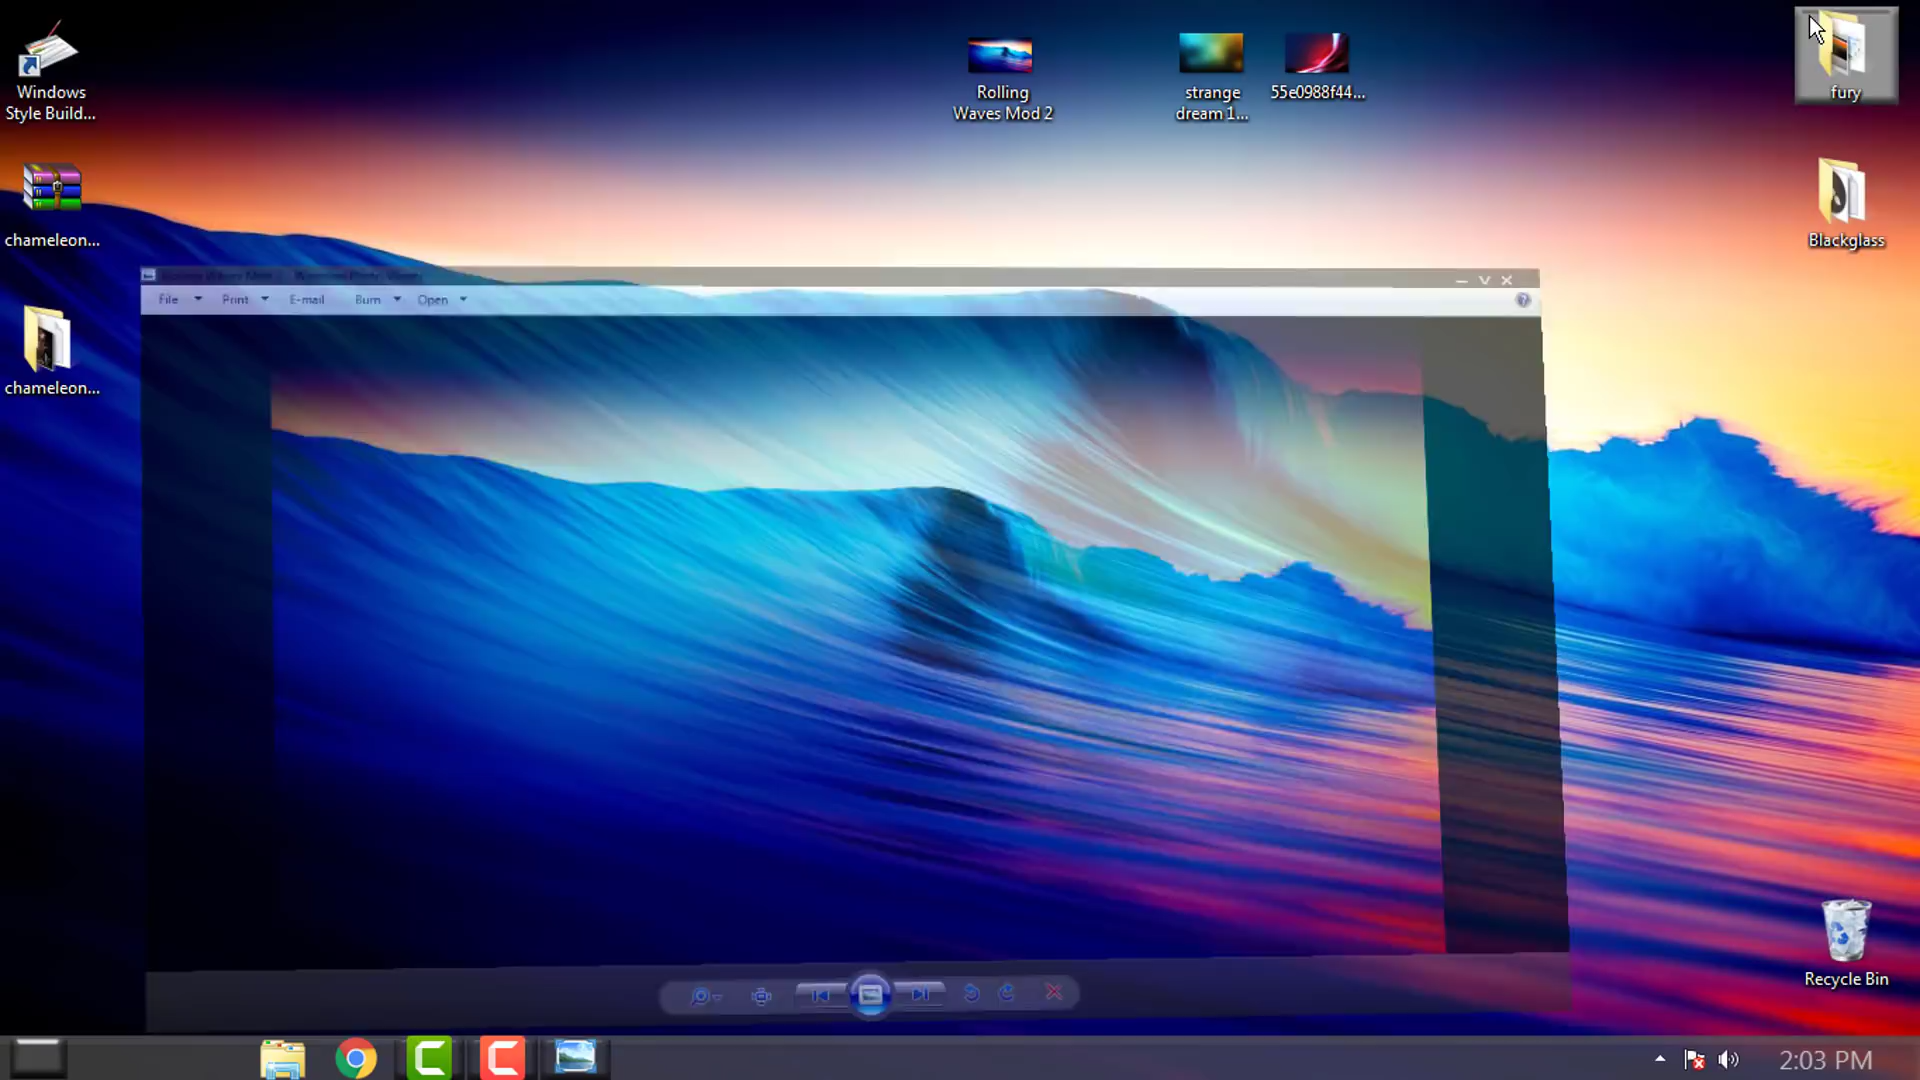 Windows
Style Build...
chameleon...
chameleon...
Rolling
Waves Mod 2
strange
dream 1...
55e0988f44...
fury
Blackglass
Recycle Bin
File Print E-mail Burn Open
2:03 PM